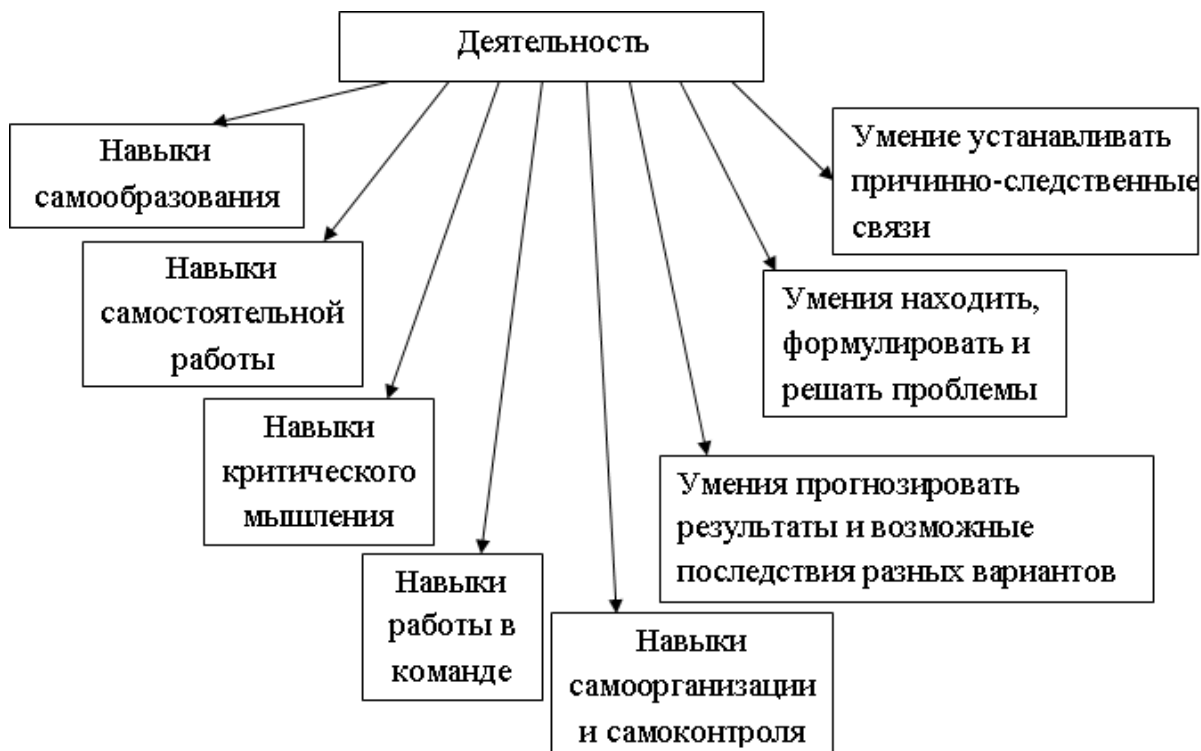 Деятельность
Навыки
самообразования
Навыки
самостоятельной
работы
Навыки
критического
мышления
Навыки
работы в
команде
Навыки
самоорганизации
и самоконтроля
Умения прогнозировать
результаты и возможные
последствия разных вариантов
Умения находить,
формулировать и
решать проблемы
Умение устанавливать
причинно-следственные
связи